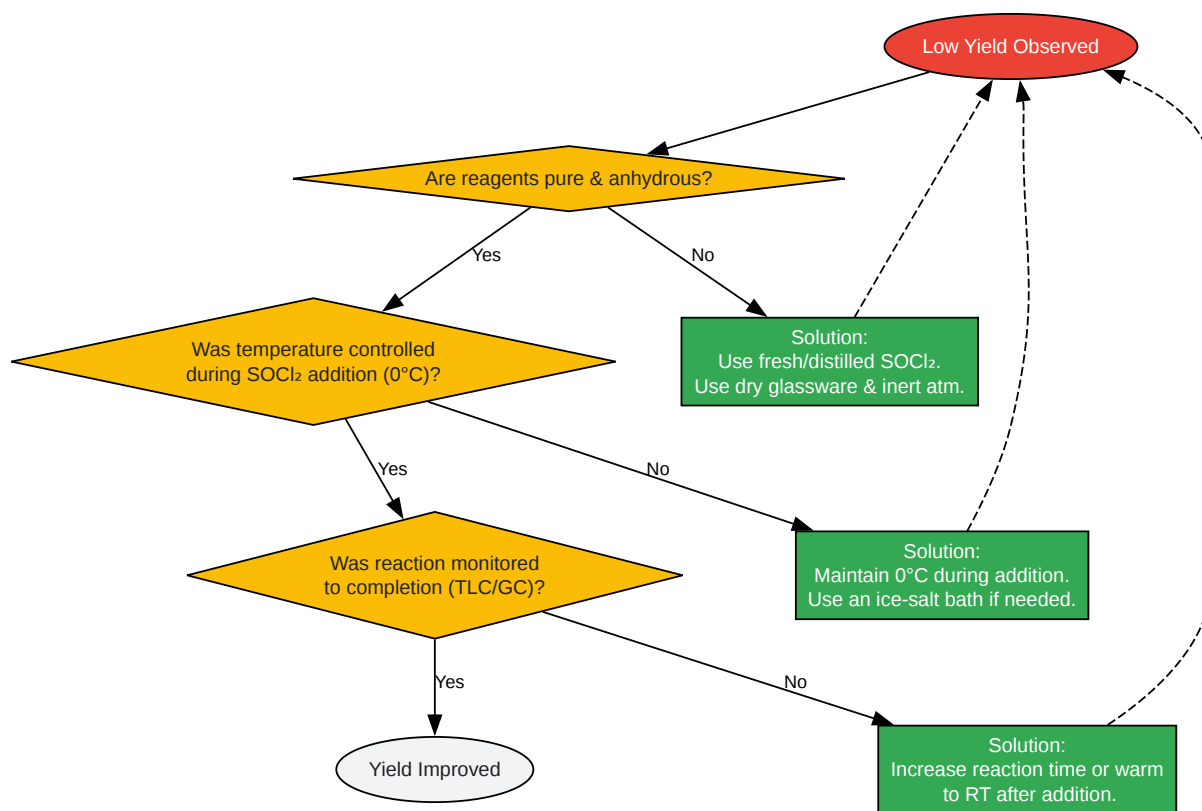 Low Yield Observed
Are reagents pure & anhydrous?
Yes
No
Was temperature controlled
during SOCl₂ addition (0°C)?
Solution:
Use fresh/distilled SOCl₂.
Use dry glassware & inert atm.
Yes
No
Was reaction monitored
to completion (TLC/GC)?
Solution:
Maintain 0°C during addition.
Use an ice-salt bath if needed.
Yes
No
Yield Improved
Solution:
Increase reaction time or warm
to RT after addition.